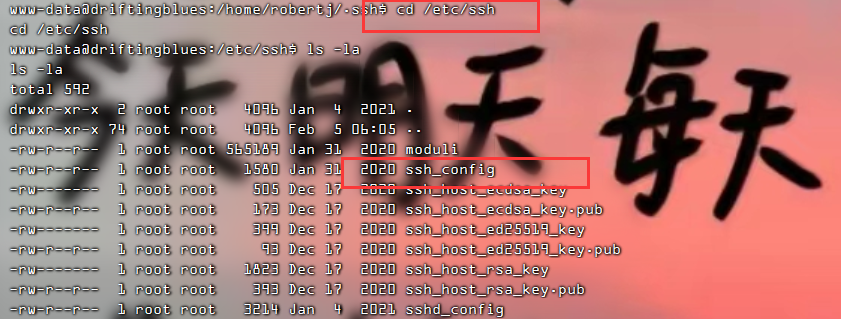 www-data@driftingblues:/home/robertj/.ssh$ cd /etc/ssh
cd /etc/ssh
www-data@driftingblues:/etc/ssh$ ls -la
ls -la
total 592
drwxr-xr-x 2 root root 4096 Jan 4 2021 .
drwxr-xr-x 74 root root 4096 Feb 5 06:05 ..
-rw-r--r-- 1 root root 565189 Jan 31 2020 moduli
-rw-r--r-- 1 root root 1580 Jan 31 2020 ssh_config
-rw------- 1 root root 505 Dec 17 2020 ssh_host_ecdsa_key
-rw-r--r-- 1 root root 173 Dec 17 2020 ssh_host_ecdsa_key.pub
-rw------- 1 root root 399 Dec 17 2020 ssh_host_ed25519_key
-rw-r--r-- 1 root root 93 Dec 17 2020 ssh_host_ed25519_key.pub
-rw------- 1 root root 1823 Dec 17 2020 ssh_host_rsa_key
-rw-r--r-- 1 root root 393 Dec 17 2020 ssh_host_rsa_key.pub
-rw-r--r-- 1 root root 3214 Jan 4 2021 sshd_config
天明天每天